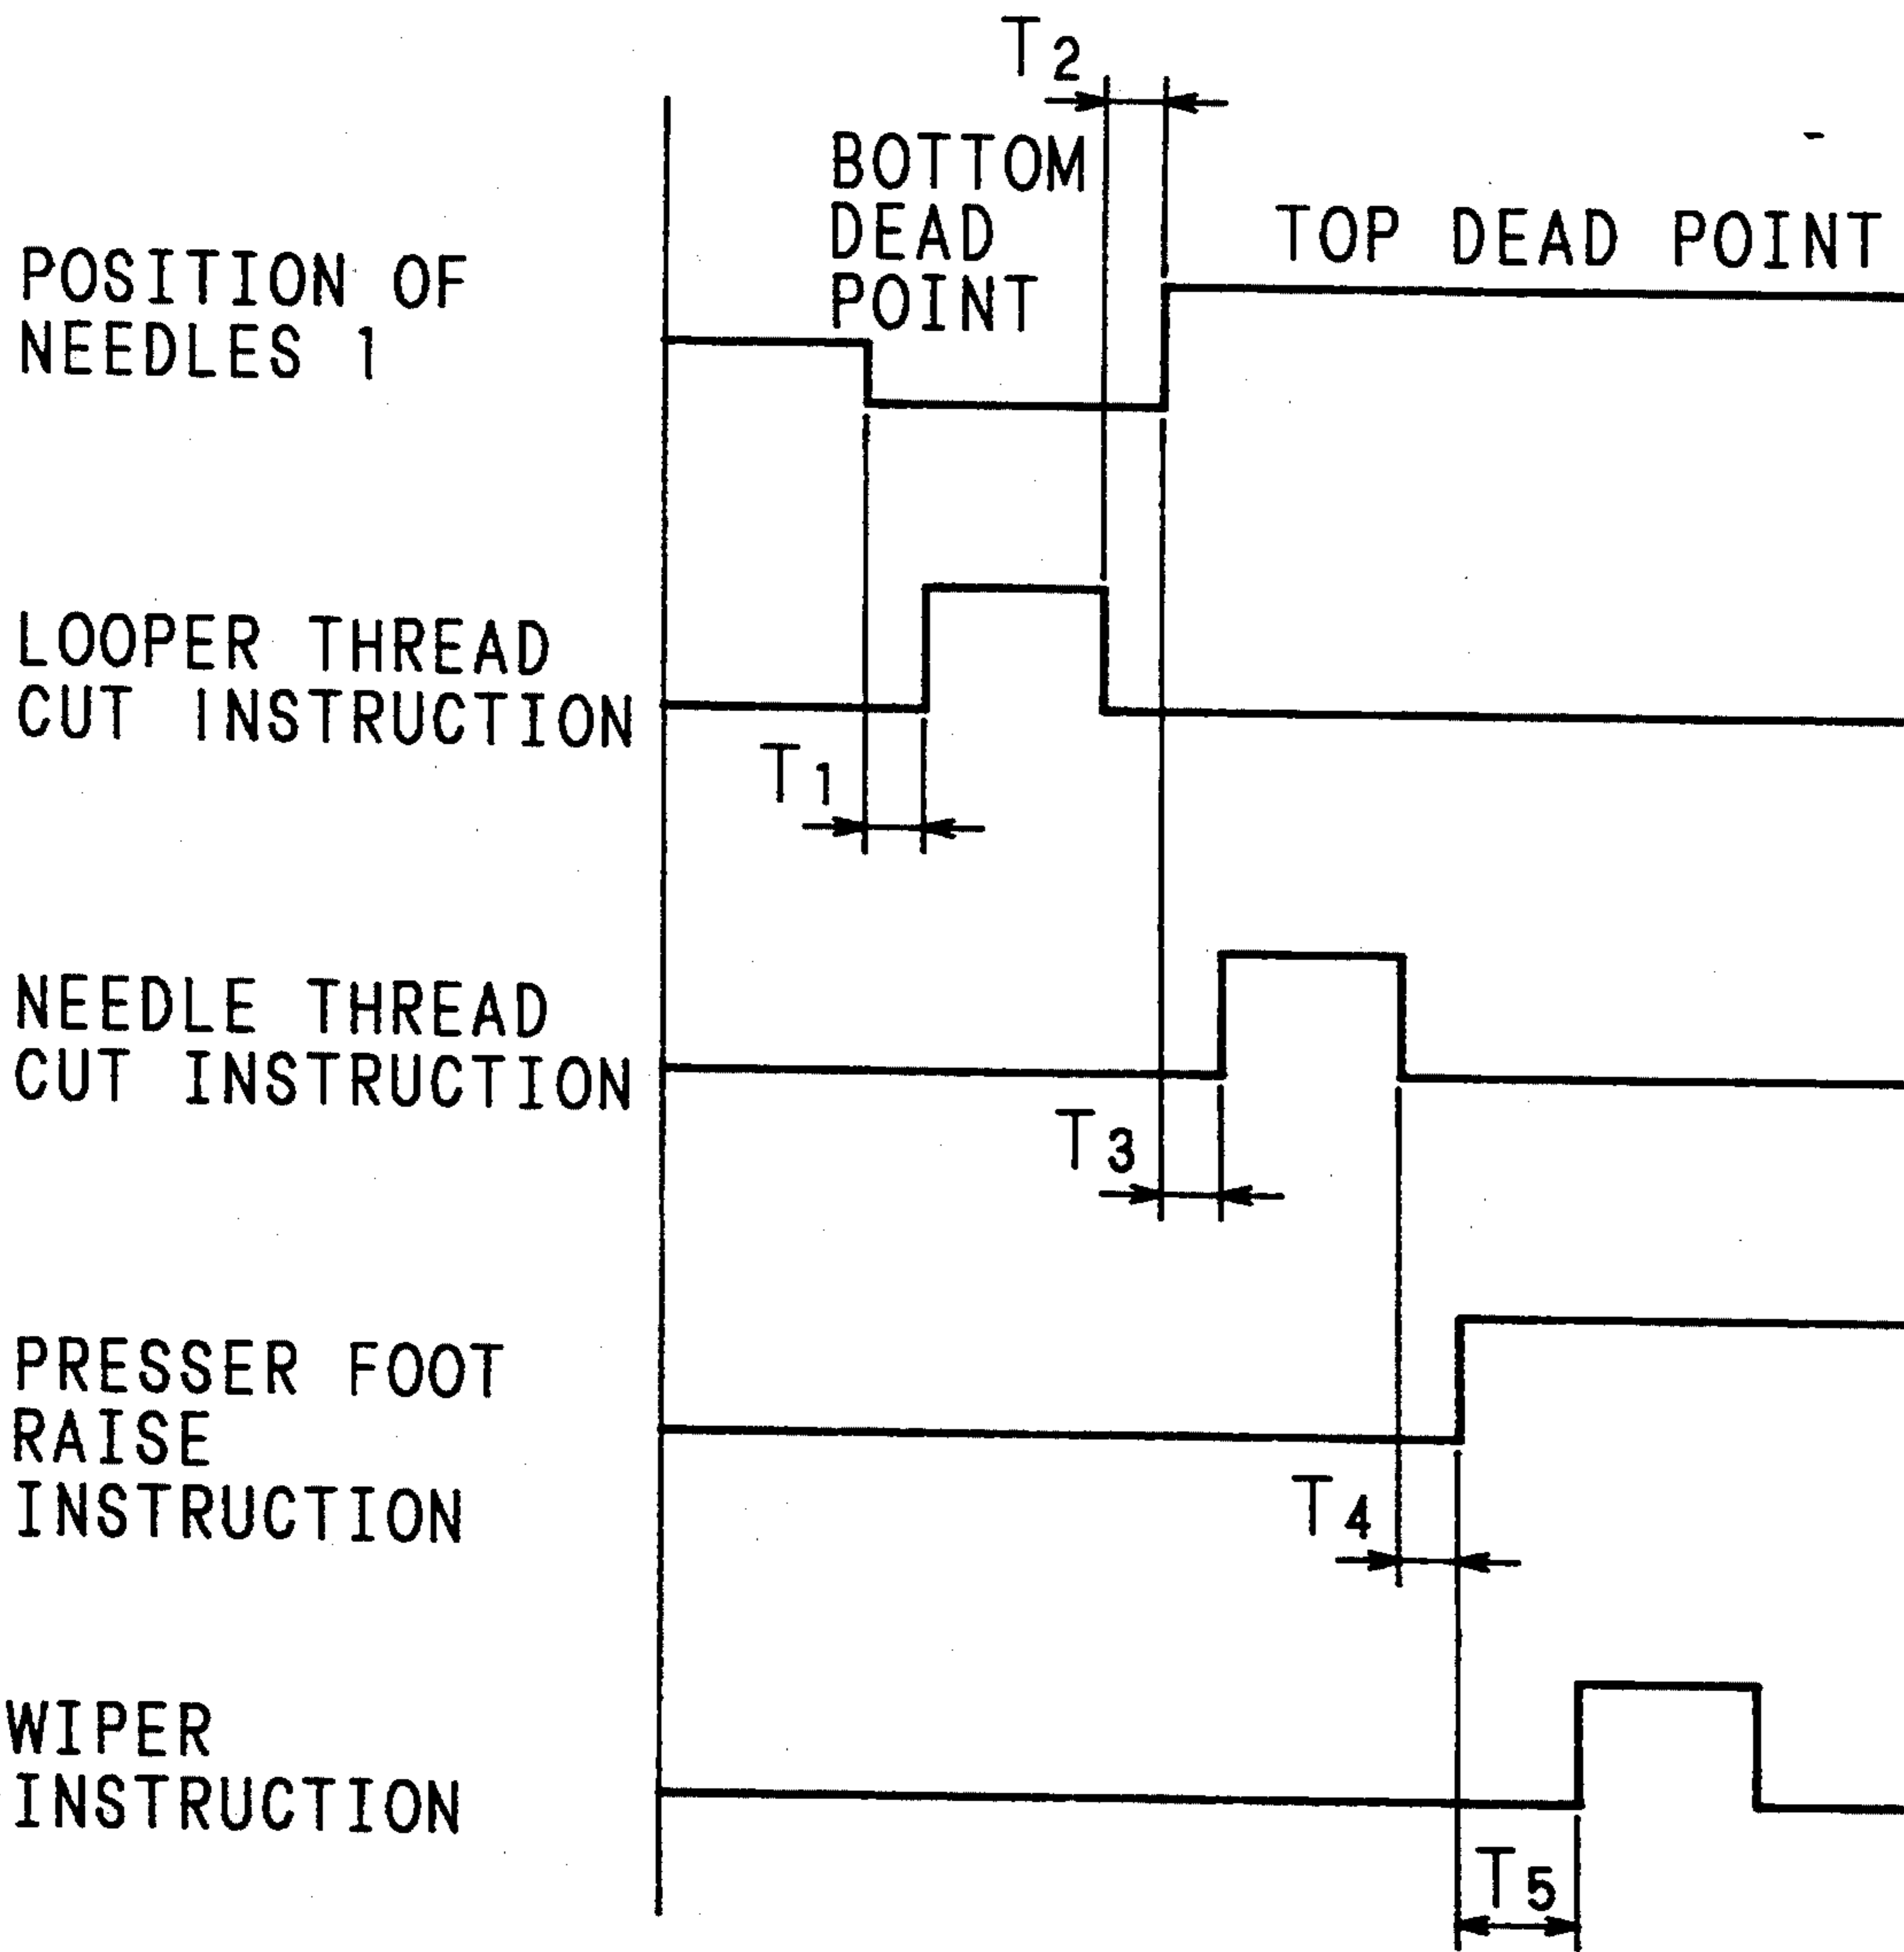 T2
BOTTOM
DEAD
POINT
TOP DEAD POINT
POSITION OF
NEEDLES 1
LOOPER THREAD
CUT INSTRUCTION
T1
NEEDLE THREAD
CUT INSTRUCTION
T3
PRESSER FOOT
RAISE
INSTRUCTION
T4
WIPER
INSTRUCTION
T5